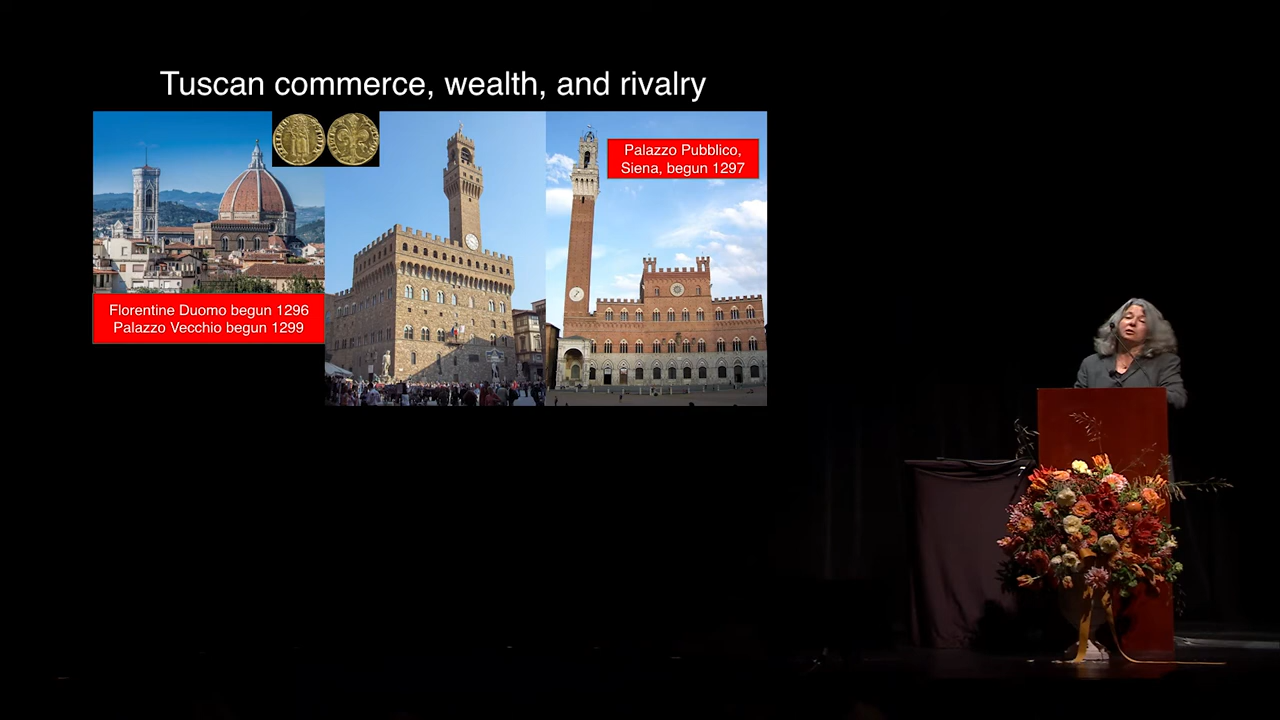 Tuscan commerce, wealth, and rivalry
Palazzo Pubblico,
Siena, begun 1297
Florentine Duomo begun 1296
Palazzo Vecchio begun 1299